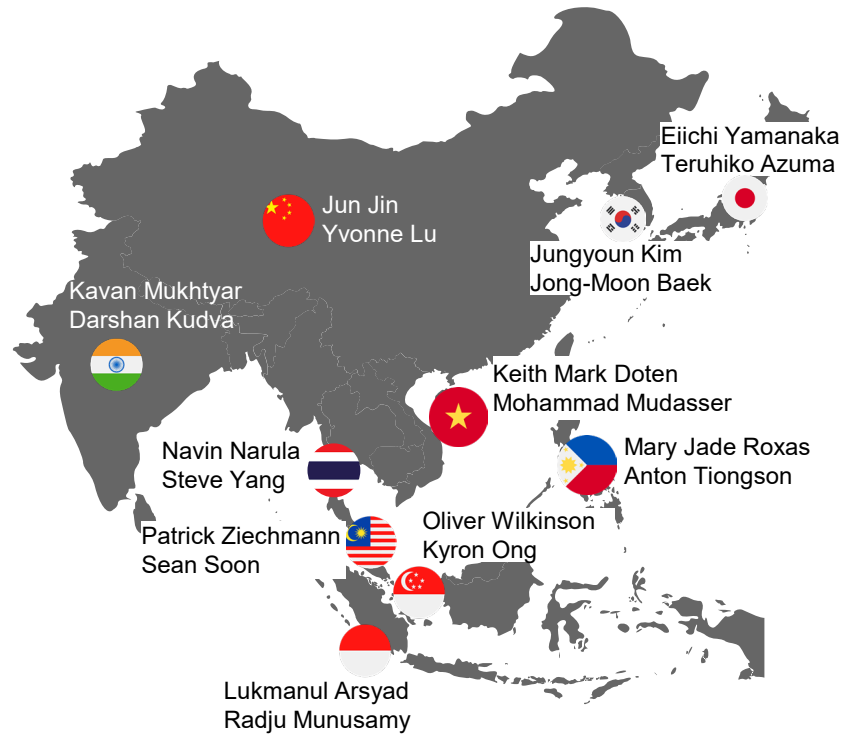 Eiichi Yamanaka
Teruhiko Azuma
Jun Jin
Yvonne Lu
Jungyoun Kim
Jong-Moon Baek
Kavan Mukhtyar
Darshan Kudva
Keith Mark Doten
Mohammad Mudasser
Navin Narula
Steve Yang
Mary Jade Roxas
Anton Tiongson
Patrick Ziechmann
Sean Soon
Oliver Wilkinson
Kyron Ong
Lukmanul Arsyad
Radju Munusamy